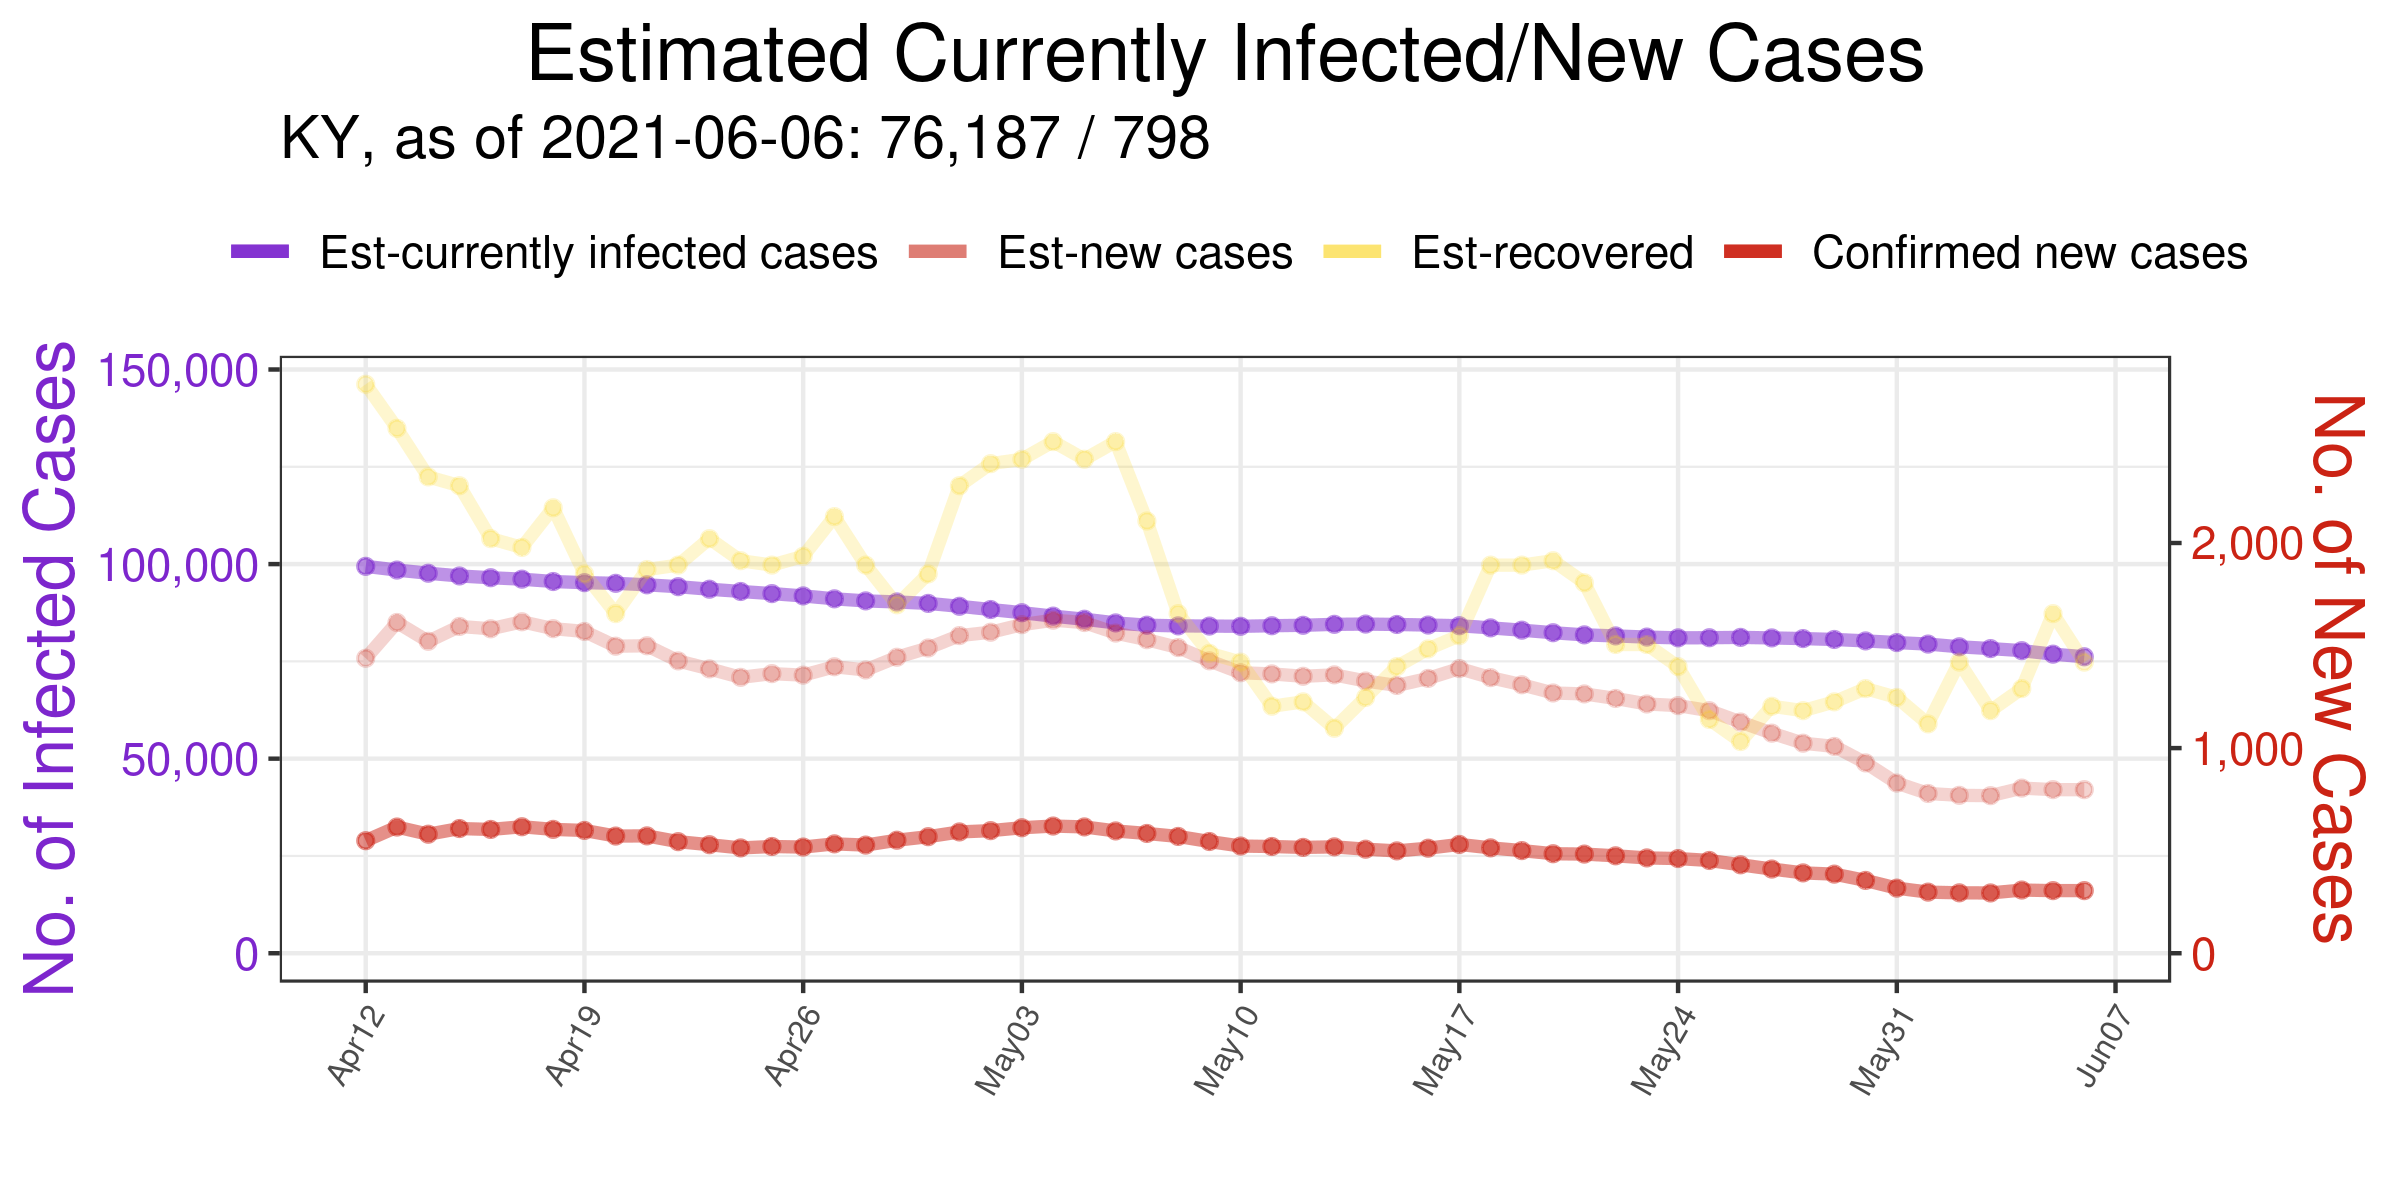 Estimated Currently Infected/New Cases
KY, as of 2021-06-06: 76,187 / 798
Est-currently infected cases Est-new cases Est-recovered Confirmed new cases
No. of Infected Cases
150,000
100,000
50,000
0
2,000
1,000
0
No. of New Cases
Apr12 Apr19 Apr26 May03 May10 May17 May24 May31 Jun07